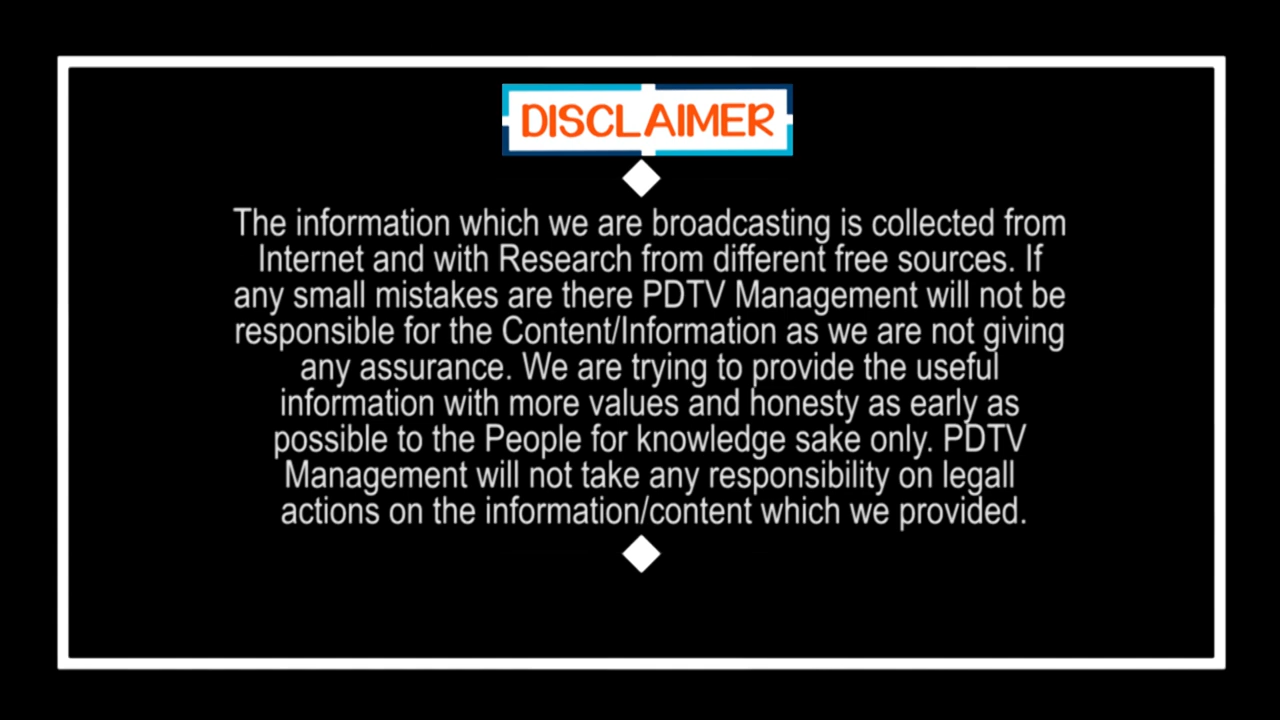 DISCLAIMER
The information which we are broadcasting is collected from
Internet and with Research from different free sources. If
any small mistakes are there PDTV Management will not be
responsible for the Content/Information as we are not giving
any assurance. We are trying to provide the useful
information with more values and honesty as early as
possible to the People for knowledge sake only. PDTV
Management will not take any responsibility on legall
actions on the information/content which we provided.